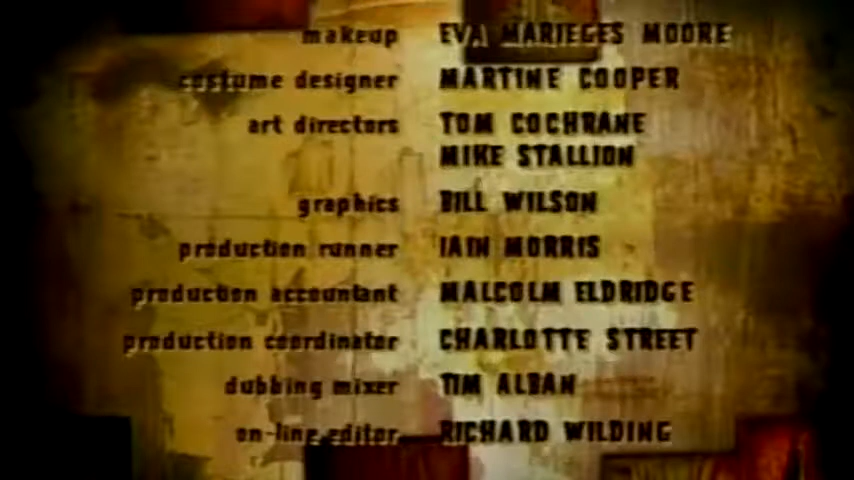 makeup EVA MARIEGES MOORE
costume designer MARTINE COOPER
art directors TOM COCHRANE
MIKE STALLION
graphics BILL WILSON
production runner IAIN MORRIS
production accountant MALCOLM ELDRIDGE
production coordinator CHARLOTTE STREET
dubbing mixer TIM ALBAN
on-line editor RICHARD WILDING